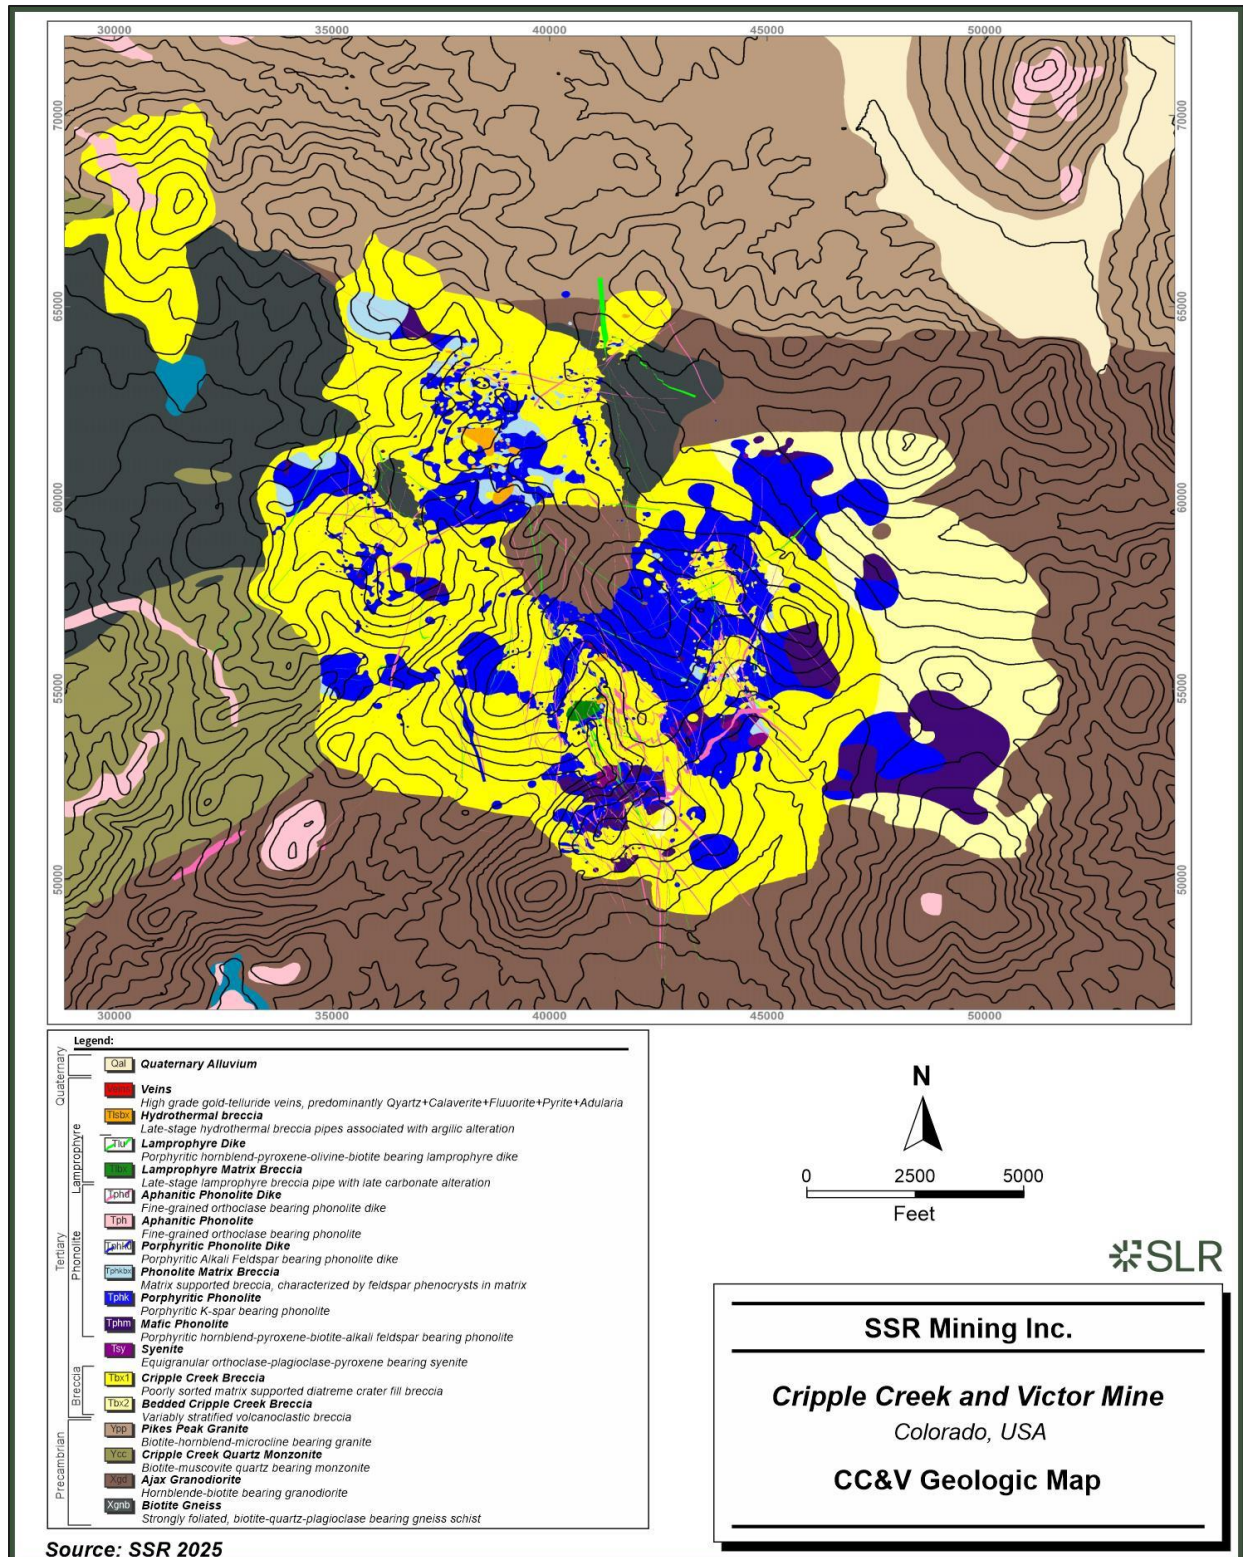 30000 35000 40000 45000 50000
70000 70000
65000 65000
60000 60000
55000 55000
50000 50000
30000 35000 40000 45000 50000
Legend:
Quaternary
Qal Quaternary Alluvium
Tertiary
Veins Veins
High grade gold-telluride veins, predominantly Qyartz+Calaverite+Fluuorite+Pyrite+Adularia
Tlsbx Hydrothermal breccia
Late-stage hydrothermal breccia pipes associated with argilic alteration
Lamprophyre
Tlu Lamprophyre Dike
Porphyritic hornblend-pyroxene-olivine-biotite bearing lamprophyre dike
Tlbx Lamprophyre Matrix Breccia
Late-stage lamprophyre breccia pipe with late carbonate alteration
Phonolite
Tphd Aphanitic Phonolite Dike
Fine-grained orthoclase bearing phonolite dike
Tph Aphanitic Phonolite
Fine-grained orthoclase bearing phonolite
Tphkd Porphyritic Phonolite Dike
Porphyritic Alkali Feldspar bearing phonolite dike
Tphkbx Phonolite Matrix Breccia
Matrix supported breccia, characterized by feldspar phenocrysts in matrix
Tphk Porphyritic Phonolite
Porphyritic K-spar bearing phonolite
Tphm Mafic Phonolite
Porphyritic hornblend-pyroxene-biotite-alkali feldspar bearing phonolite
Tsy Syenite
Equigranular orthoclase-plagioclase-pyroxene bearing syenite
Breccia
Tbx1 Cripple Creek Breccia
Poorly sorted matrix supported diatreme crater fill breccia
Tbx2 Bedded Cripple Creek Breccia
Variably stratified volcanoclastic breccia
Precambrian
Ypp Pikes Peak Granite
Biotite-hornblend-microcline bearing granite
Ycc Cripple Creek Quartz Monzonite
Biotite-muscovite quartz bearing monzonite
Xgd Ajax Granodiorite
Hornblende-biotite bearing granodiorite
Xgnb Biotite Gneiss
Strongly foliated, biotite-quartz-plagioclase bearing gneiss schist
Source: SSR 2025
N
0 2500 5000
Feet
SLR
SSR Mining Inc.
Cripple Creek and Victor Mine
Colorado, USA
CC&V Geologic Map